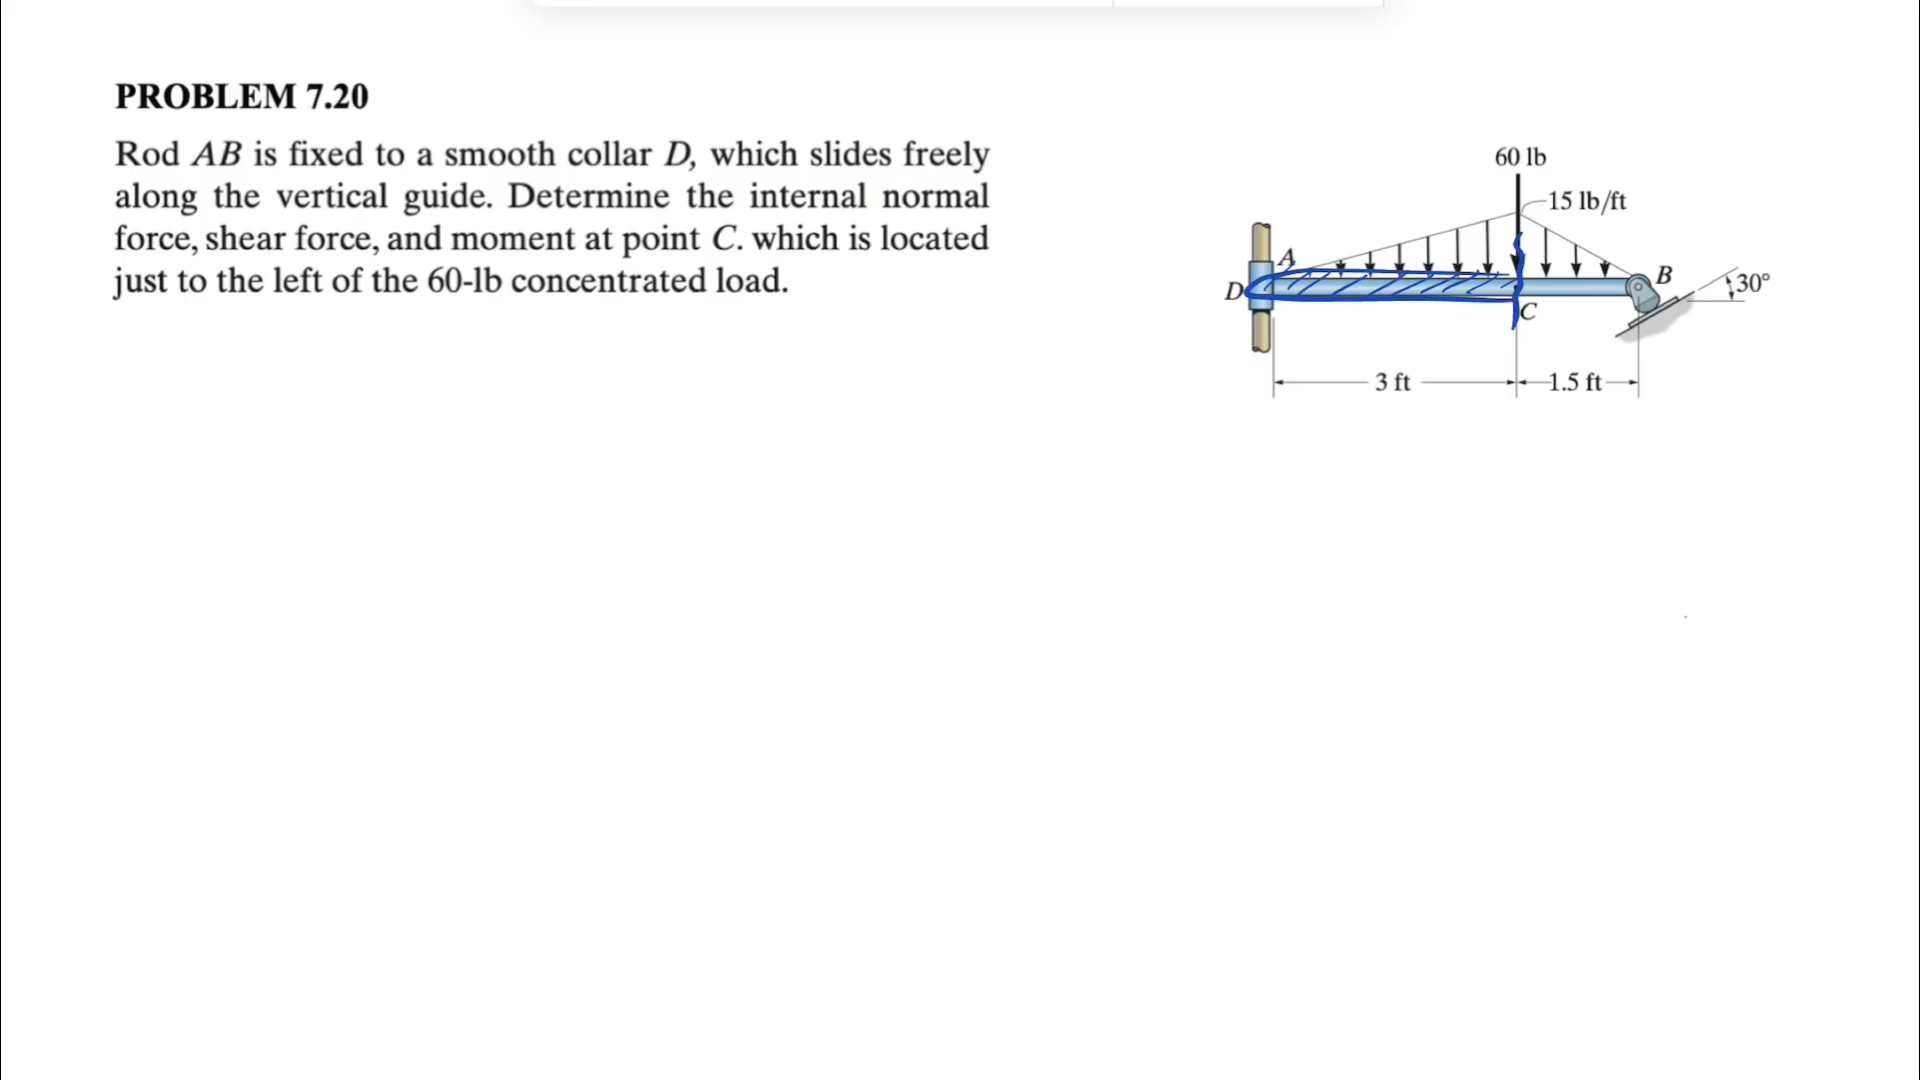 PROBLEM 7.20
Rod AB is fixed to a smooth collar D, which slides freely
along the vertical guide. Determine the internal normal
force, shear force, and moment at point C. which is located
just to the left of the 60-lb concentrated load.
60 lb
15 lb/ft
A
B
30°
D
C
3 ft
1.5 ft